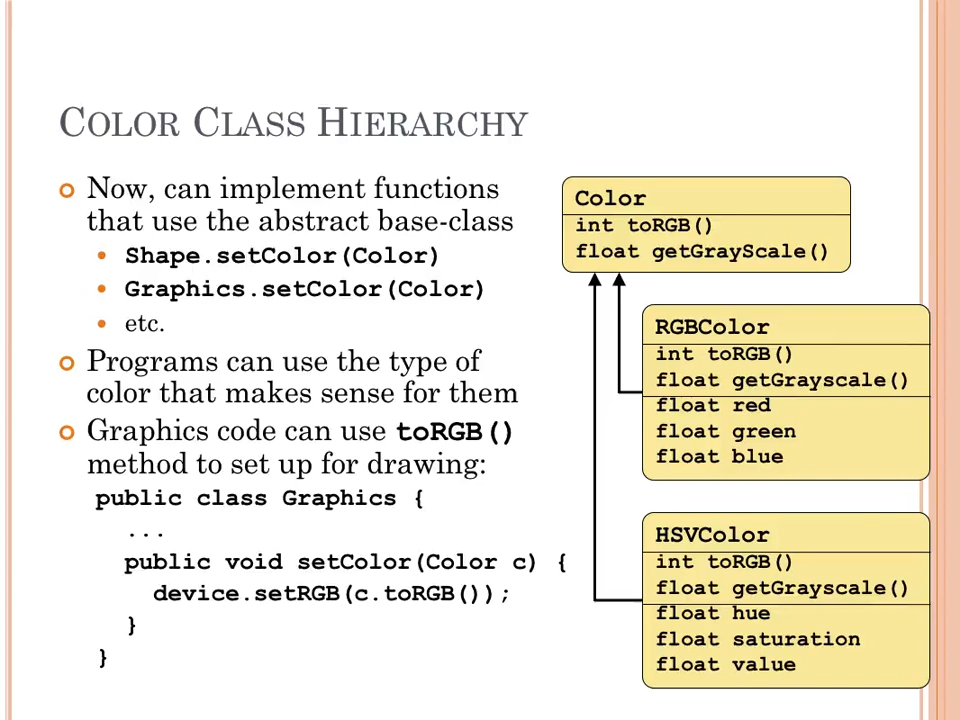 COLOR CLASS HIERARCHY
Now, can implement functions
that use the abstract base-class
Shape.setColor(Color)
Graphics.setColor(Color)
etc.
Programs can use the type of
color that makes sense for them
Graphics code can use toRGB()
method to set up for drawing:
public class Graphics {
...
public void setColor(Color c) {
device.setRGB(c.toRGB());
}
}
Color
int toRGB()
float getGrayScale()
RGBColor
int toRGB()
float getGrayscale()
float red
float green
float blue
HSVColor
int toRGB()
float getGrayscale()
float hue
float saturation
float value